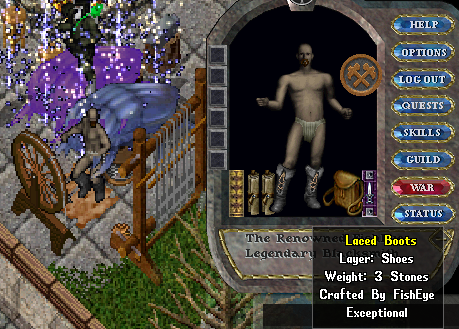 HELP
OPTIONS
LOG OUT
QUESTS
SKILLS
GUILD
WAR
STATUS
The Renowned
Legendary Bl
Laced Boots
Layer: Shoes
Weight: 3 Stones
Crafted By FishEye
Exceptional